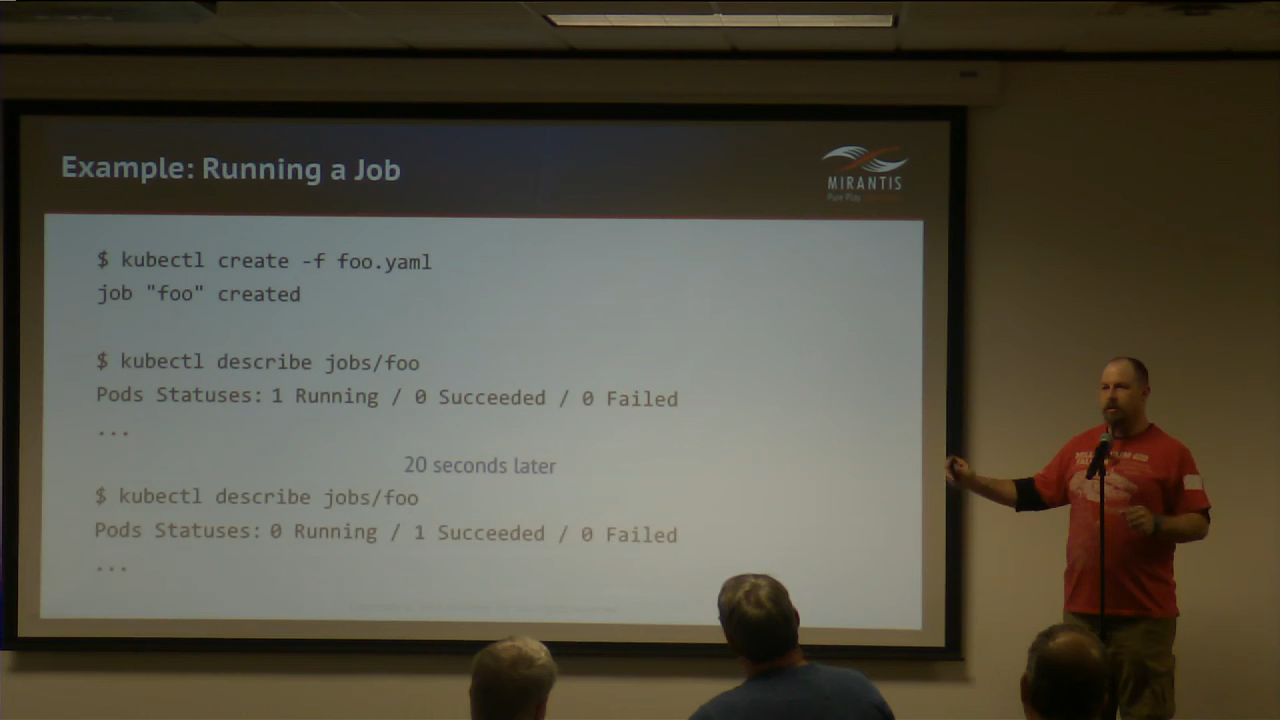 Example: Running a Job
MIRANTIS
Pure Play
$ kubectl create -f foo.yaml
job "foo" created
$ kubectl describe jobs/foo
Pods Statuses: 1 Running / 0 Succeeded / 0 Failed
...
20 seconds later
$ kubectl describe jobs/foo
Pods Statuses: 0 Running / 1 Succeeded / 0 Failed
...